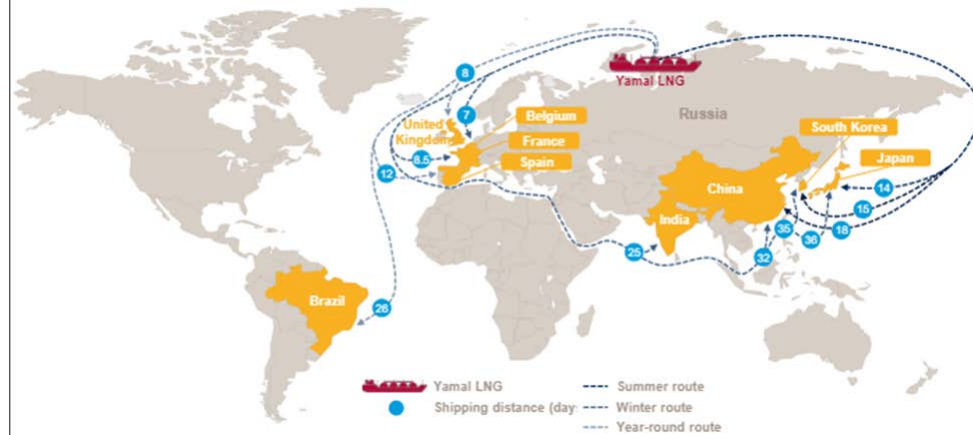 8
Yamal LNG
Russia
7
Belgium
United
Kingdom
France
8.5
Spain
12
South Korea
Japan
China
14
15
18
India
35
36
25
32
Brazil
26
Yamal LNG
Shipping distance (day
Summer route
Winter route
Year-round route